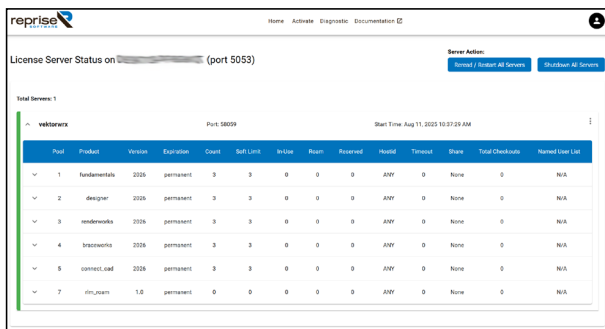 reprise
SOFTWARE
Home Activate Diagnostic Documentation
License Server Status on (port 5053)
Server Action:
Reread / Restart All Servers Shutdown All Servers
Total Servers: 1
vektorwrx Port: 58059 Start Time: Aug 11, 2025 10:37:29 AM
Pool Product Version Expiration Count Soft Limit In-Use Roam Reserved Hostid Timeout Share Total Checkouts Named User List
1 fundamentals 2026 permanent 3 3 0 0 0 ANY 0 None 0 N/A
2 designer 2026 permanent 3 3 0 0 0 ANY 0 None 0 N/A
3 renderworks 2026 permanent 3 3 0 0 0 ANY 0 None 0 N/A
4 braceworks 2026 permanent 3 3 0 0 0 ANY 0 None 0 N/A
5 connect_cad 2026 permanent 3 3 0 0 0 ANY 0 None 0 N/A
7 rlm_roam 1.0 permanent 0 0 0 0 0 ANY 0 None 0 N/A